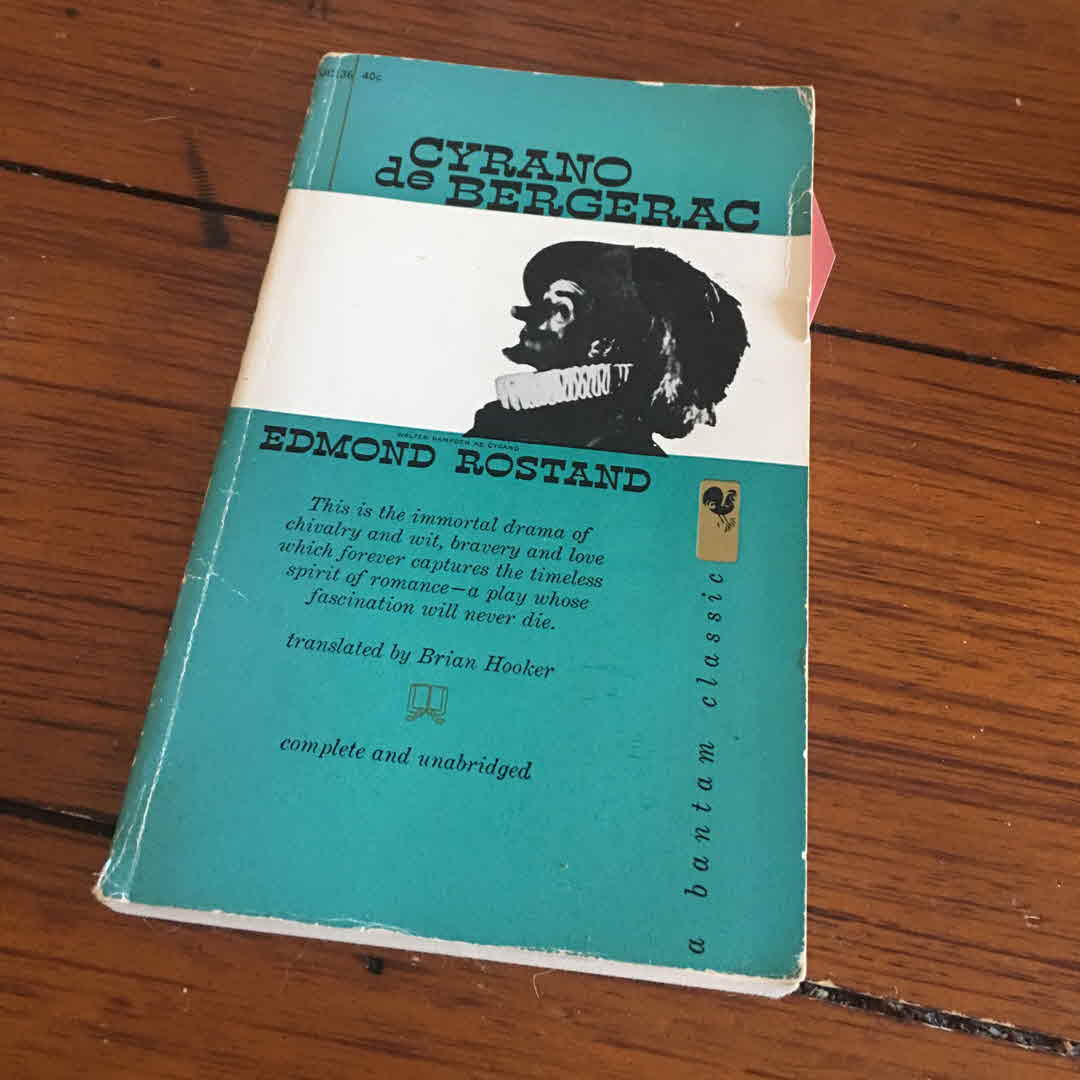 40c
CYRANO
de BERGERAC
WALTER HAMPDEN AS CYRANO
EDMOND ROSTAND
This is the immortal drama of
chivalry and wit, bravery and love
which forever captures the timeless
spirit of romance—a play whose
fascination will never die.
translated by Brian Hooker
complete and unabridged
a bantam classic